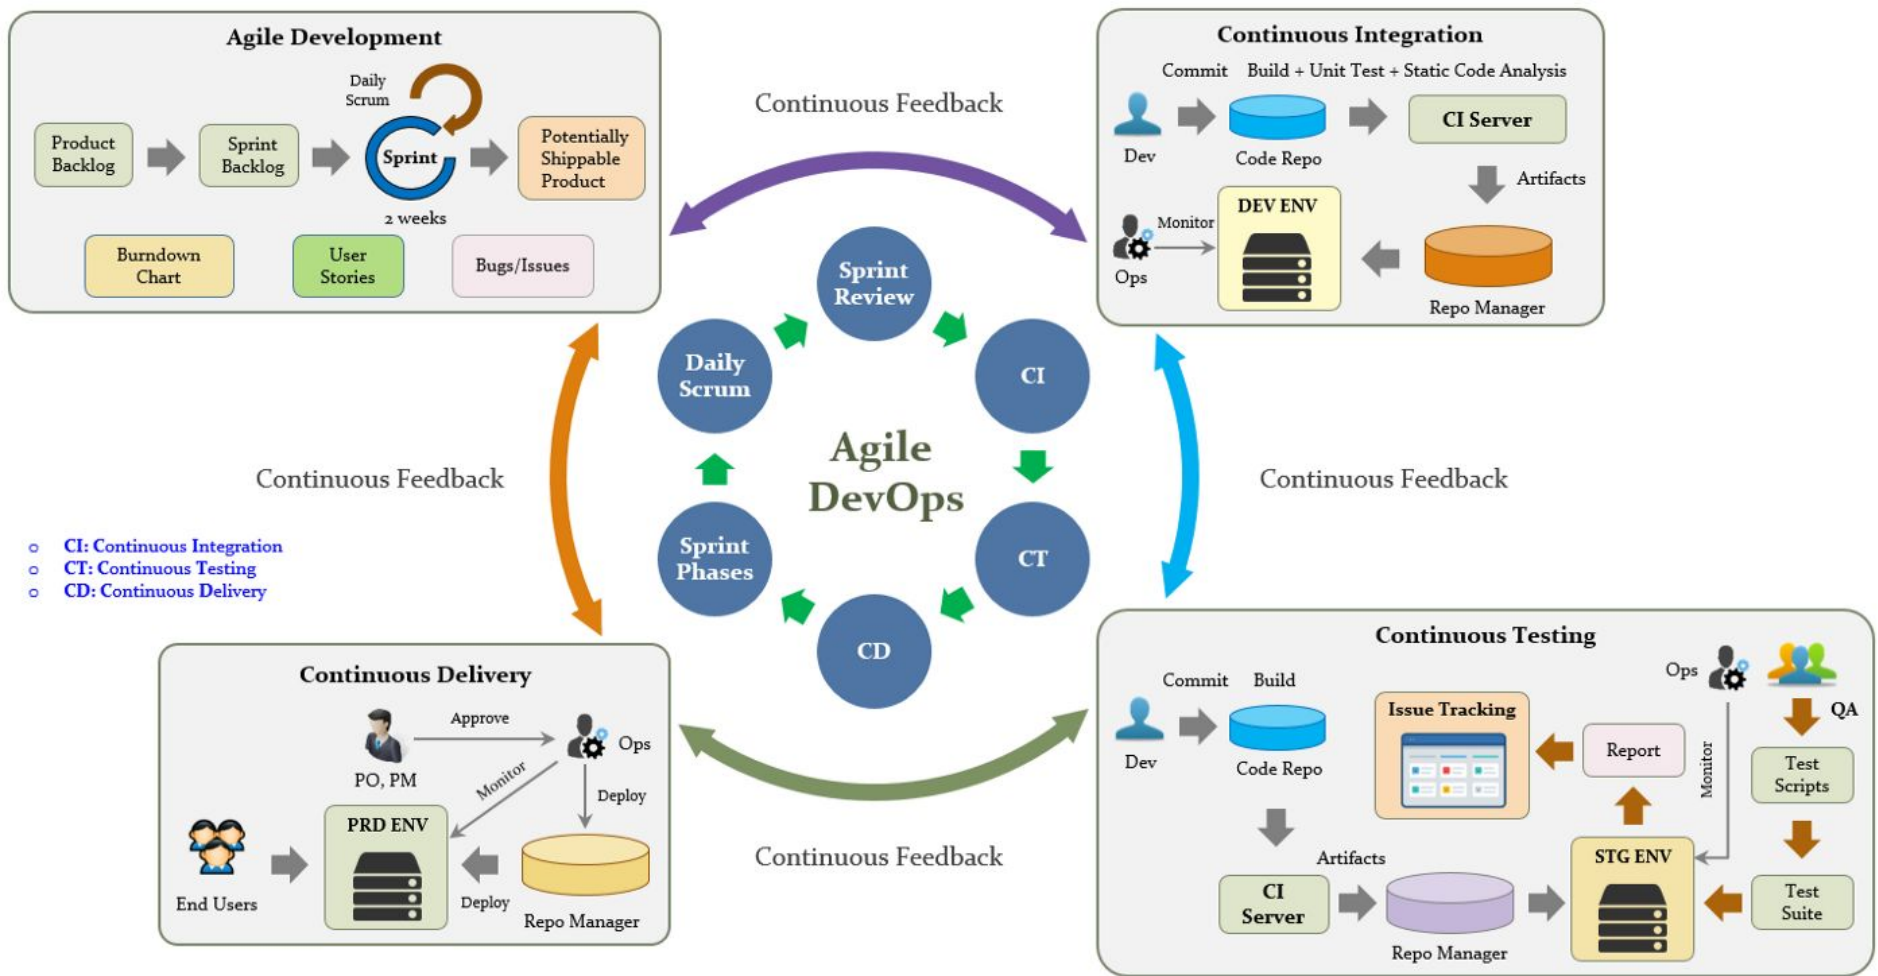 Agile Development
Daily
Scrum
Product
Backlog
Sprint
Backlog
Sprint
2 weeks
Potentially
Shippable
Product
Burndown
Chart
User
Stories
Bugs/Issues
Continuous Feedback
Continuous Integration
Commit
Build + Unit Test + Static Code Analysis
Dev
Code Repo
CI Server
Artifacts
Ops
Monitor
DEV ENV
Repo Manager
Sprint
Review
Daily
Scrum
CI
Agile
DevOps
Sprint
Phases
CT
CD
Continuous Feedback
Continuous Feedback
CI: Continuous Integration
CT: Continuous Testing
CD: Continuous Delivery
Continuous Delivery
PO, PM
Approve
Ops
Monitor
Deploy
PRD ENV
End Users
Deploy
Repo Manager
Continuous Feedback
Continuous Testing
Commit
Build
Dev
Code Repo
Issue Tracking
Report
Ops
Monitor
QA
Test
Scripts
CI
Server
Artifacts
Repo Manager
STG ENV
Test
Suite